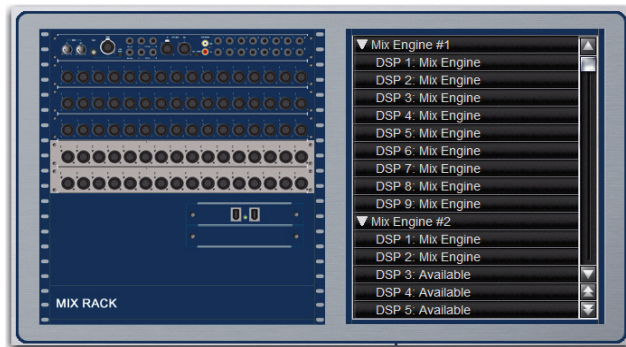 MIX RACK
Mix Engine #1
DSP 1: Mix Engine
DSP 2: Mix Engine
DSP 3: Mix Engine
DSP 4: Mix Engine
DSP 5: Mix Engine
DSP 6: Mix Engine
DSP 7: Mix Engine
DSP 8: Mix Engine
DSP 9: Mix Engine
Mix Engine #2
DSP 1: Mix Engine
DSP 2: Mix Engine
DSP 3: Available
DSP 4: Available
DSP 5: Available